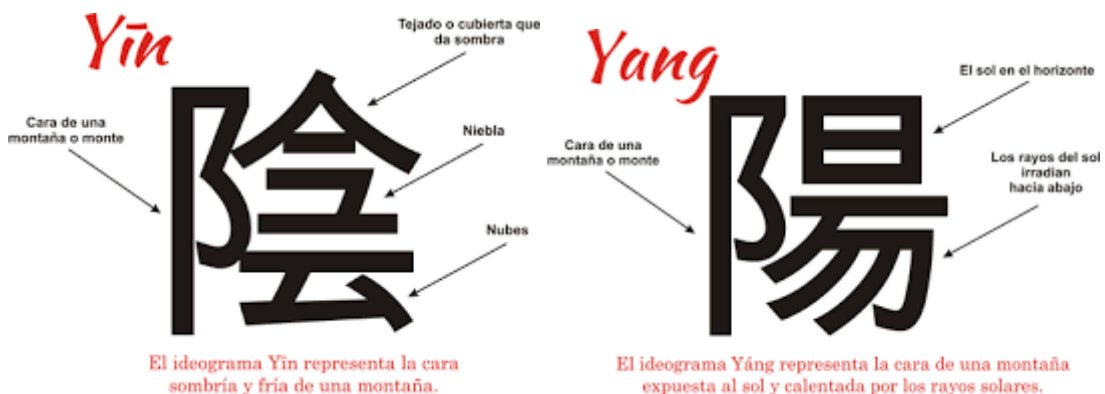 Yīn
Tejado o cubierta que
da sombra
Cara de una
montaña o monte
Niebla
Nubes
陰
El ideograma Yīn representa la cara
sombría y fría de una montaña.
Yang
El sol en el horizonte
Cara de una
montaña o monte
Los rayos del sol
irradian
hacia abajo
陽
El ideograma Yáng representa la cara de una montaña
expuesta al sol y calentada por los rayos solares.